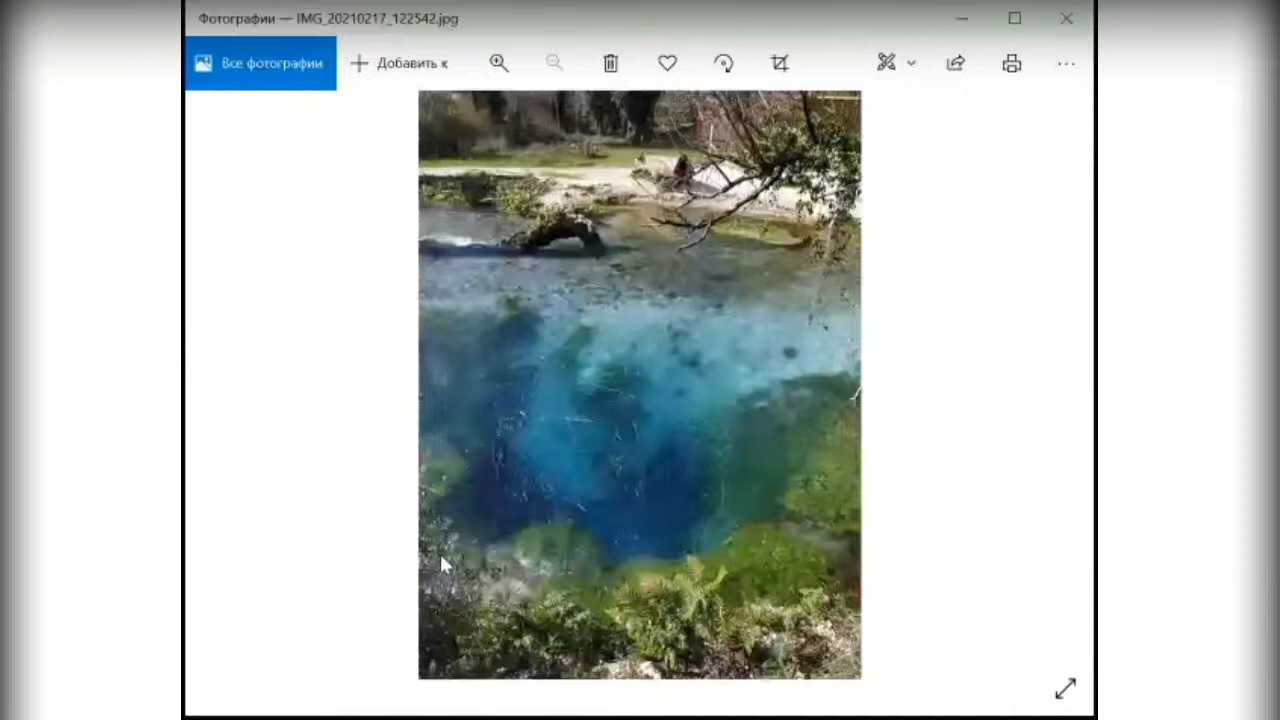 Фотографии — IMG_20210217_122542.jpg
Все фотографии
Добавить к